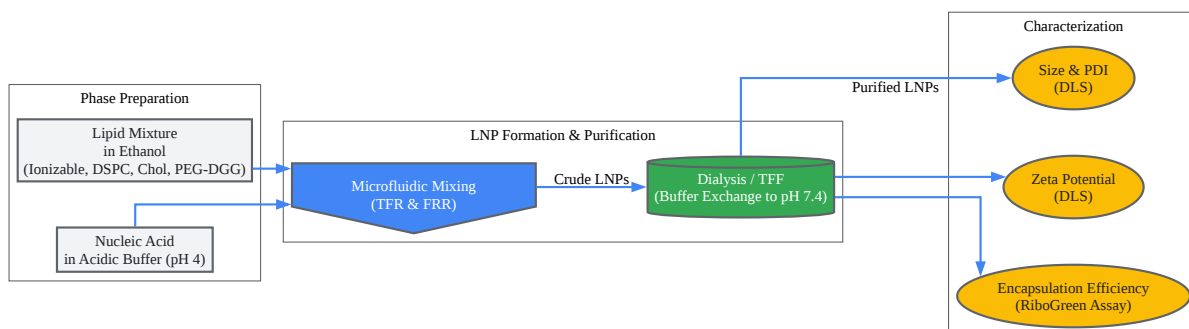 Phase Preparation
Lipid Mixture
in Ethanol
(Ionizable, DSPC, Chol, PEG-DGG)
Nucleic Acid
in Acidic Buffer (pH 4)
LNP Formation & Purification
Microfluidic Mixing
(TFR & FRR)
Crude LNPs
Dialysis / TFF
(Buffer Exchange to pH 7.4)
Purified LNPs
Characterization
Size & PDI
(DLS)
Zeta Potential
(DLS)
Encapsulation Efficiency
(RiboGreen Assay)